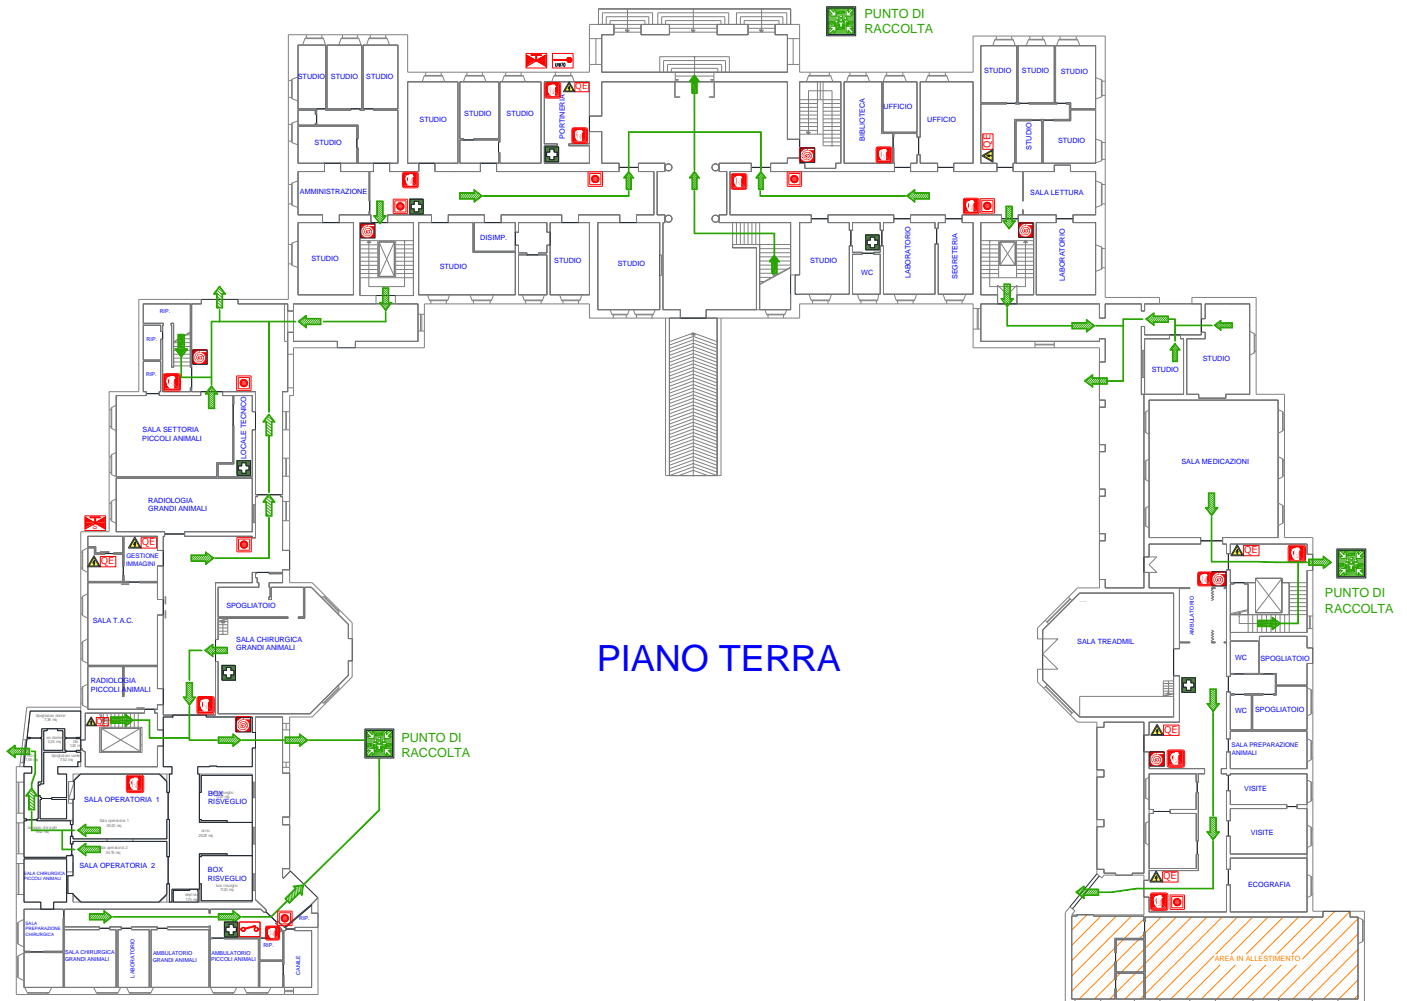 PUNTO DI
RACCOLTA
STUDIO
STUDIO
STUDIO
STUDIO
STUDIO
STUDIO
STUDIO
PORTINERIA
QE
BIBLIOTECA
UFFICIO
UFFICIO
STUDIO
STUDIO
STUDIO
STUDIO
STUDIO
QE
AMMINISTRAZIONE
SALA LETTURA
STUDIO
DISIMP.
STUDIO
STUDIO
STUDIO
STUDIO
WC
LABORATORIO
SEGRETERIA
LABORATORIO
RIP.
RIP.
RIP.
STUDIO
STUDIO
SALA SETTORIA
PICCOLI ANIMALI
LOCALE TECNICO
RADIOLOGIA
GRANDI ANIMALI
SALA MEDICAZIONI
QE
QE
GESTIONE
IMMAGINI
QE
PUNTO DI
RACCOLTA
SPOGLIATOIO
SALA T.A.C.
SALA CHIRURGICA
GRANDI ANIMALI
AMBULATORIO
SALA TREADMIL
PIANO TERRA
WC
SPOGLIATOIO
RADIOLOGIA
PICCOLI ANIMALI
WC
SPOGLIATOIO
QE
QE
PUNTO DI
RACCOLTA
SALA PREPARAZIONE
ANIMALI
SALA OPERATORIA 1
BOX
RISVEGLIO
VISITE
VISITE
SALA OPERATORIA 2
BOX
RISVEGLIO
SALA CHIRURGICA
PICCOLI ANIMALI
QE
ECOGRAFIA
SALA
PREPARAZIONE
CHIRURGICA
RIP.
SALA CHIRURGICA
GRANDI ANIMALI
LABORATORIO
AMBULATORIO
GRANDI ANIMALI
AMBULATORIO
PICCOLI ANIMALI
RIP.
CANILE
AREA IN ALLESTIMENTO